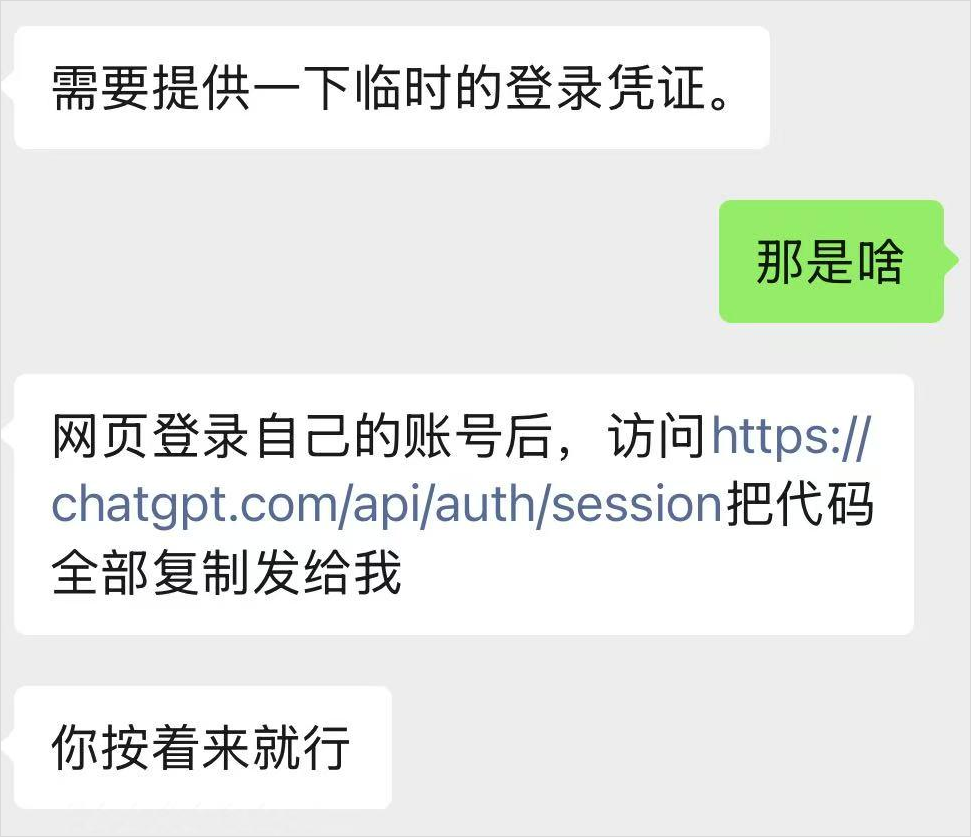 需要提供一下临时的登录凭证。
那是啥
网页登录自己的账号后，访问https://
chatgpt.com/api/auth/session把代码
全部复制发给我
你按着来就行